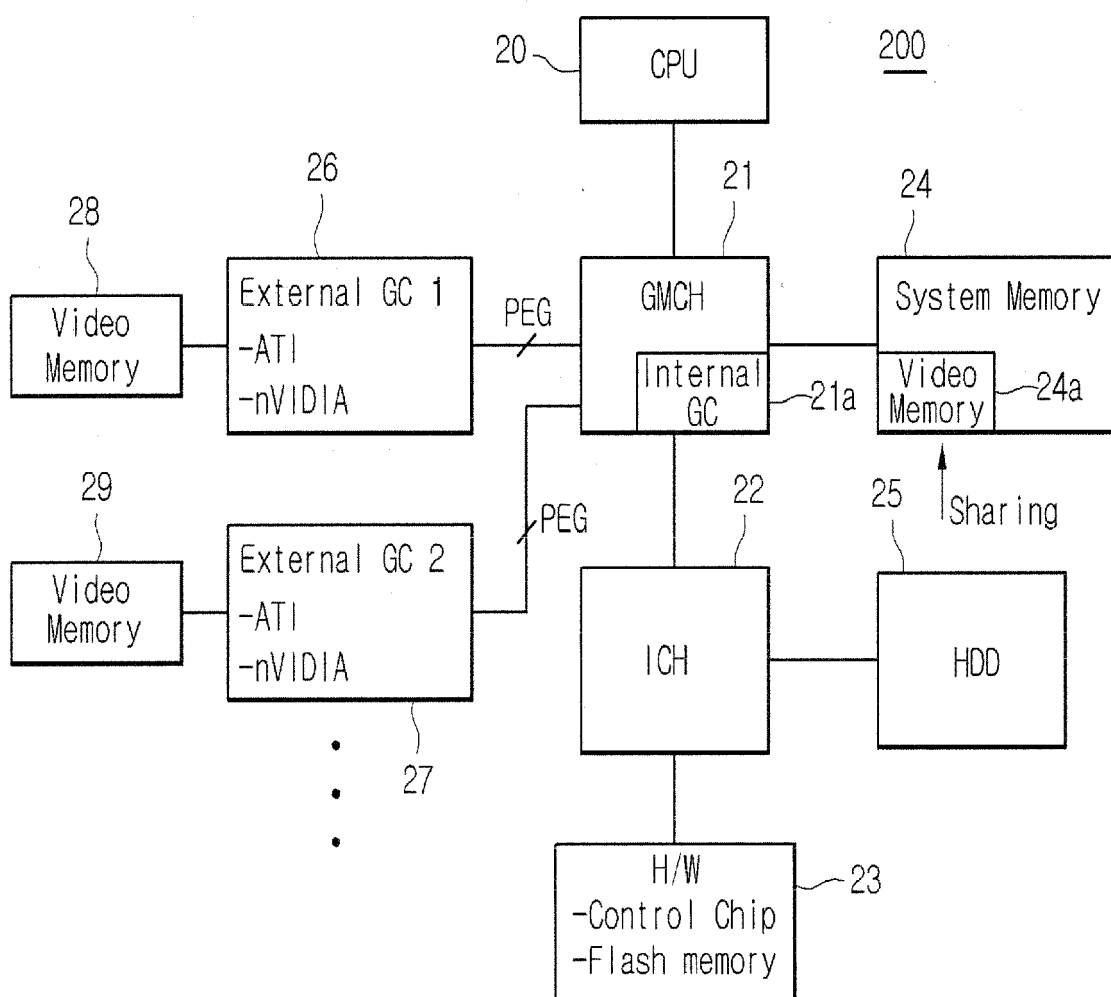 20
CPU
200
26
21
24
28
External GC 1
-ATI
-nVIDIA
Video
Memory
PEG
GMCH
Internal
GC
21a
System Memory
Video
Memory
24a
Sharing
29
External GC 2
-ATI
-nVIDIA
Video
Memory
PEG
22
25
ICH
HDD
27
H/W
-Control Chip
-Flash memory
23